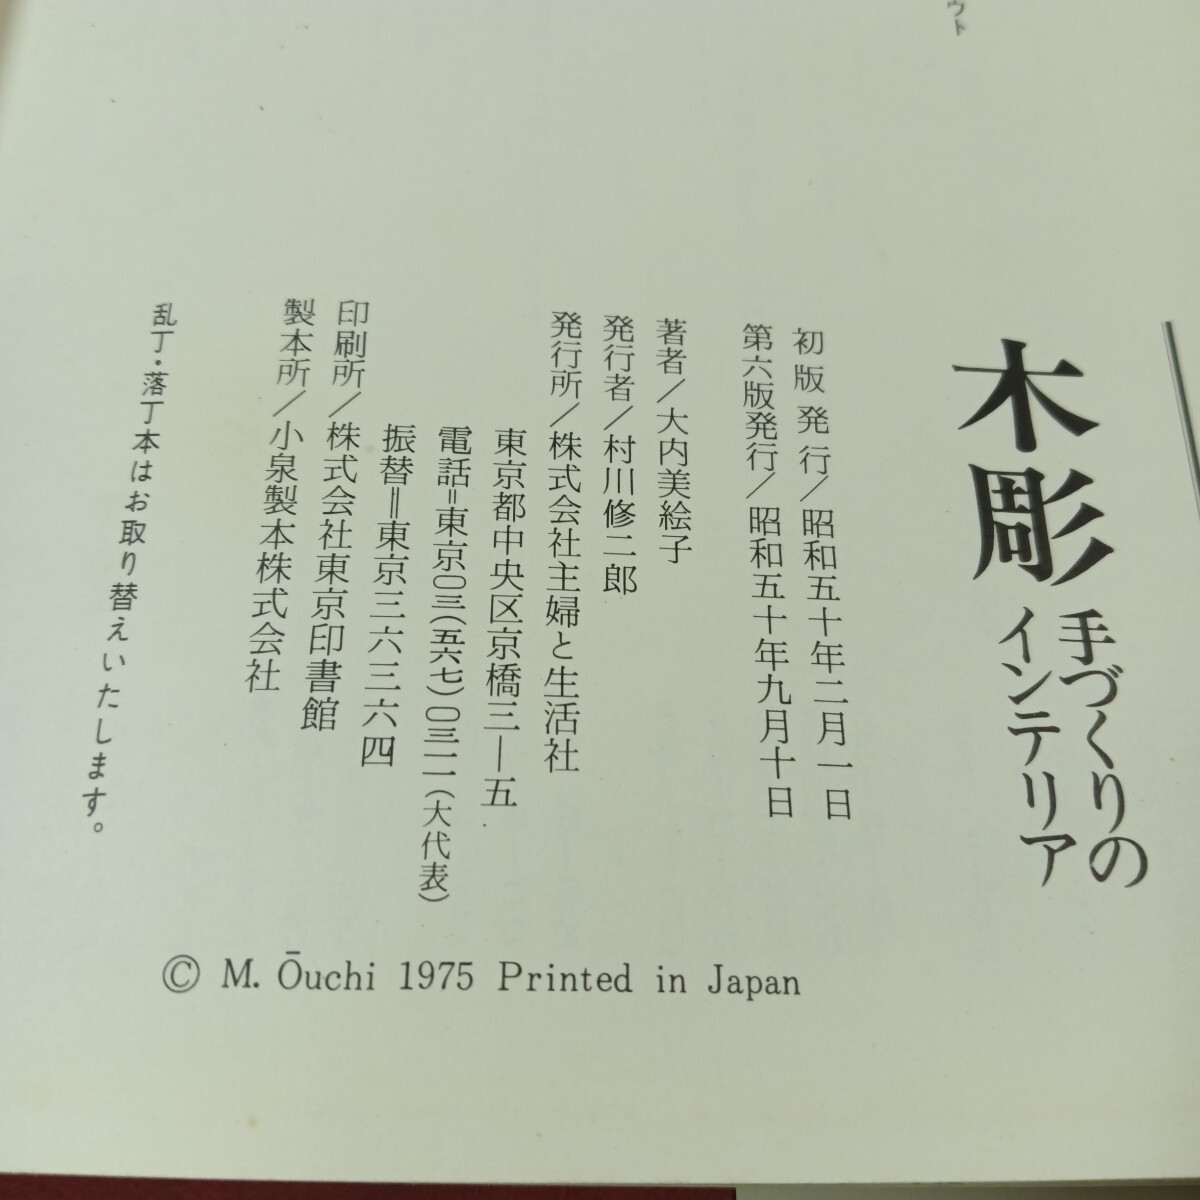 ウト
木彫
手づくりの
インテリア
初版発行／昭和五十年二月一日
第六版発行／昭和五十年九月十日
著者／大内美絵子
発行者／村川修二郎
発行所／株式会社主婦と生活社
東京都中央区京橋三—五
電話＝東京〇三(五六七)〇三一一(大代表)
振替＝東京三六三六四
印刷所／株式会社東京印書館
製本所／小泉製本株式会社
乱丁・落丁本はお取り替えいたします。
© M. Ōuchi 1975 Printed in Japan